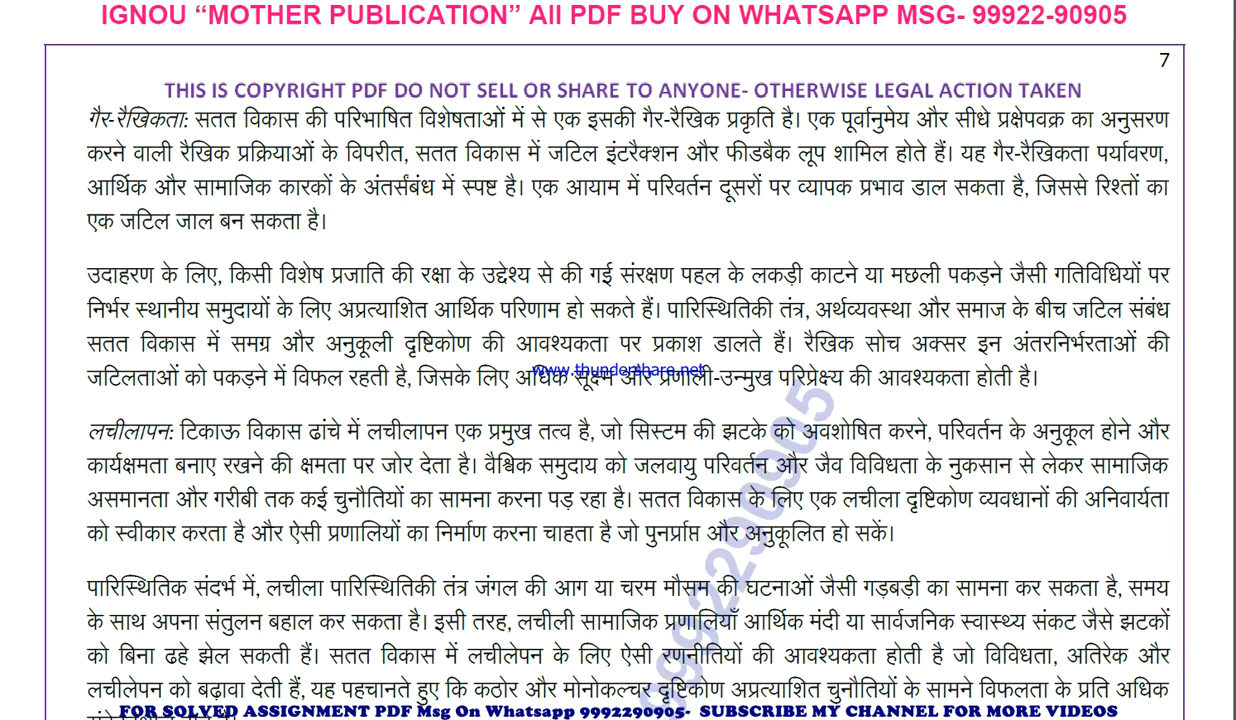 IGNOU “MOTHER PUBLICATION” All PDF BUY ON WHATSAPP MSG- 99922-90905
7
THIS IS COPYRIGHT PDF DO NOT SELL OR SHARE TO ANYONE- OTHERWISE LEGAL ACTION TAKEN
गैर-रैखिकता: सतत विकास की परिभाषित विशेषताओं में से एक इसकी गैर-रैखिक प्रकृति है। एक पूर्वानुमेय और सीधे प्रक्षेपवक्र का अनुसरण
करने वाली रैखिक प्रक्रियाओं के विपरीत, सतत विकास में जटिल इंटरैक्शन और फीडबैक लूप शामिल होते हैं। यह गैर-रैखिकता पर्यावरण,
आर्थिक और सामाजिक कारकों के अंतर्संबंध में स्पष्ट है। एक आयाम में परिवर्तन दूसरों पर व्यापक प्रभाव डाल सकता है, जिससे रिश्तों का
एक जटिल जाल बन सकता है।
उदाहरण के लिए, किसी विशेष प्रजाति की रक्षा के उद्देश्य से की गई संरक्षण पहल के लकड़ी काटने या मछली पकड़ने जैसी गतिविधियों पर
निर्भर स्थानीय समुदायों के लिए अप्रत्याशित आर्थिक परिणाम हो सकते हैं। पारिस्थितिकी तंत्र, अर्थव्यवस्था और समाज के बीच जटिल संबंध
सतत विकास में समग्र और अनुकूली दृष्टिकोण की आवश्यकता पर प्रकाश डालते हैं। रैखिक सोच अक्सर इन अंतरनिर्भरताओं की
जटिलताओं को पकड़ने में विफल रहती है, जिसके लिए अधिक सूक्ष्म और प्रणाली-उन्मुख परिप्रेक्ष्य की आवश्यकता होती है।
www.thundershare.net
लचीलापन: टिकाऊ विकास ढांचे में लचीलापन एक प्रमुख तत्व है, जो सिस्टम की झटके को अवशोषित करने, परिवर्तन के अनुकूल होने और
कार्यक्षमता बनाए रखने की क्षमता पर जोर देता है। वैश्विक समुदाय को जलवायु परिवर्तन और जैव विविधता के नुकसान से लेकर सामाजिक
असमानता और गरीबी तक कई चुनौतियों का सामना करना पड़ रहा है। सतत विकास के लिए एक लचीला दृष्टिकोण व्यवधानों की अनिवार्यता
को स्वीकार करता है और ऐसी प्रणालियों का निर्माण करना चाहता है जो पुनर्प्राप्त और अनुकूलित हो सकें।
पारिस्थितिक संदर्भ में, लचीला पारिस्थितिकी तंत्र जंगल की आग या चरम मौसम की घटनाओं जैसी गड़बड़ी का सामना कर सकता है, समय
के साथ अपना संतुलन बहाल कर सकता है। इसी तरह, लचीली सामाजिक प्रणालियाँ आर्थिक मंदी या सार्वजनिक स्वास्थ्य संकट जैसे झटकों
को बिना ढहे झेल सकती हैं। सतत विकास में लचीलेपन के लिए ऐसी रणनीतियों की आवश्यकता होती है जो विविधता, अतिरेक और
लचीलेपन को बढ़ावा देती हैं, यह पहचानते हुए कि कठोर और मोनोकल्चर दृष्टिकोण अप्रत्याशित चुनौतियों के सामने विफलता के प्रति अधिक
9992290905
FOR SOLVED ASSIGNMENT PDF Msg On Whatsapp 9992290905- SUBSCRIBE MY CHANNEL FOR MORE VIDEOS